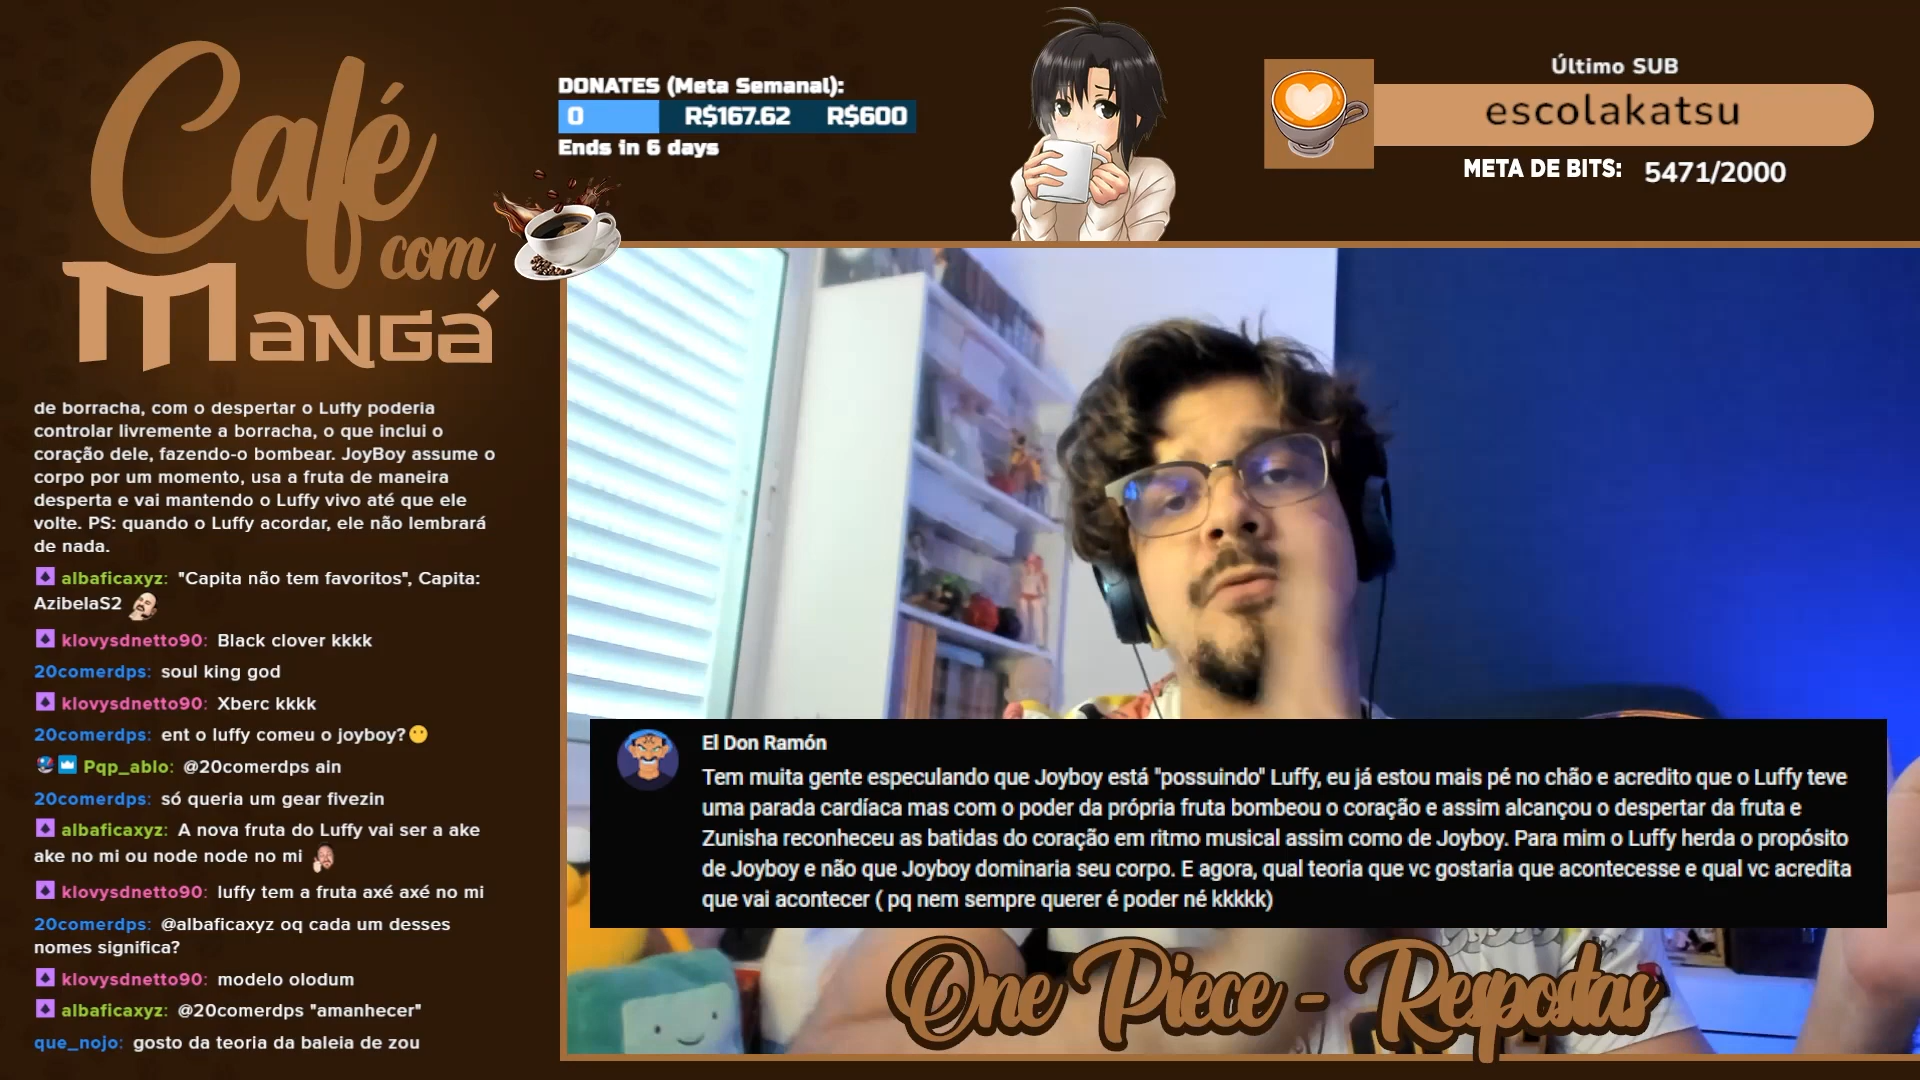 Café
com
Mangá
DONATES (Meta Semanal):
0 R$167.62 R$600
Ends in 6 days
Último SUB
escolakatsu
META DE BITS: 5471/2000
de borracha, com o despertar o Luffy poderia
controlar livremente a borracha, o que inclui o
coração dele, fazendo-o bombear. JoyBoy assume o
corpo por um momento, usa a fruta de maneira
desperta e vai mantendo o Luffy vivo até que ele
volte. PS: quando o Luffy acordar, ele não lembrará
de nada.
albaficaxyz: "Capita não tem favoritos", Capita:
AzibelaS2
klovysdnetto90: Black clover kkkk
20comerdps: soul king god
klovysdnetto90: Xberc kkkk
20comerdps: ent o luffy comeu o joyboy?😶
Pqp_ablo: @20comerdps ain
20comerdps: só queria um gear fivezin
albaficaxyz: A nova fruta do Luffy vai ser a ake
ake no mi ou node node no mi
klovysdnetto90: luffy tem a fruta axé axé no mi
20comerdps: @albaficaxyz oq cada um desses
nomes significa?
klovysdnetto90: modelo olodum
albaficaxyz: @20comerdps "amanhecer"
que_nojo: gosto da teoria da baleia de zou
El Don Ramón
Tem muita gente especulando que Joyboy está "possuindo" Luffy, eu já estou mais pé no chão e acredito que o Luffy teve
uma parada cardíaca mas com o poder da própria fruta bombeou o coração e assim alcançou o despertar da fruta e
Zunisha reconheceu as batidas do coração em ritmo musical assim como de Joyboy. Para mim o Luffy herda o propósito
de Joyboy e não que Joyboy dominaria seu corpo. E agora, qual teoria que vc gostaria que acontecesse e qual vc acredita
que vai acontecer ( pq nem sempre querer é poder né kkkkk)
One Piece - Respostas